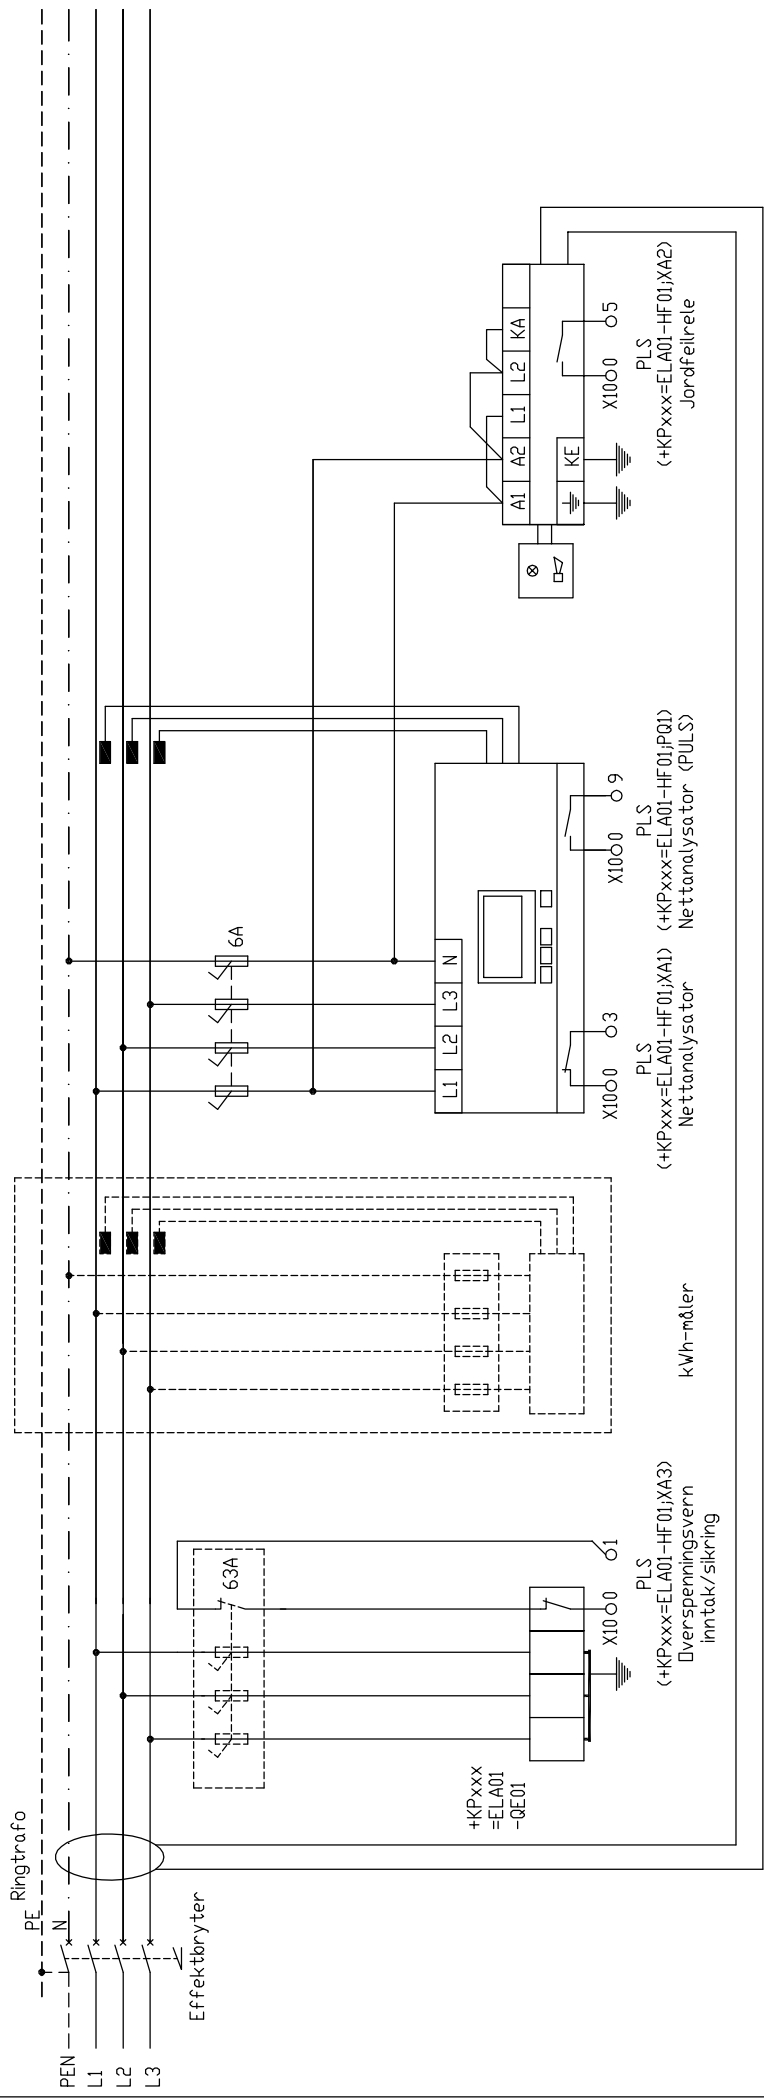 PEN
L1
L2
L3
PE
N
Ringtrafo
Effektbryter
+KPxxx
=ELA01
-QE01
63A
X10:0
1
PLS
(+KPxxx=ELA01-HF01;XA3)
verspenningsvern
inntak/sikring
kWh-måler
6A
L1
L2
L3
N
X10:0
3
PLS
(+KPxxx=ELA01-HF01;XA1)
Nettanalysator
X10:0
9
PLS
(+KPxxx=ELA01-HF01;PQ1)
Nettanalysator (PULS)
A1
A2
L1
L2
KA
KE
X10:0
5
PLS
(+KPxxx=ELA01-HF01;XA2)
Jordfeilrele